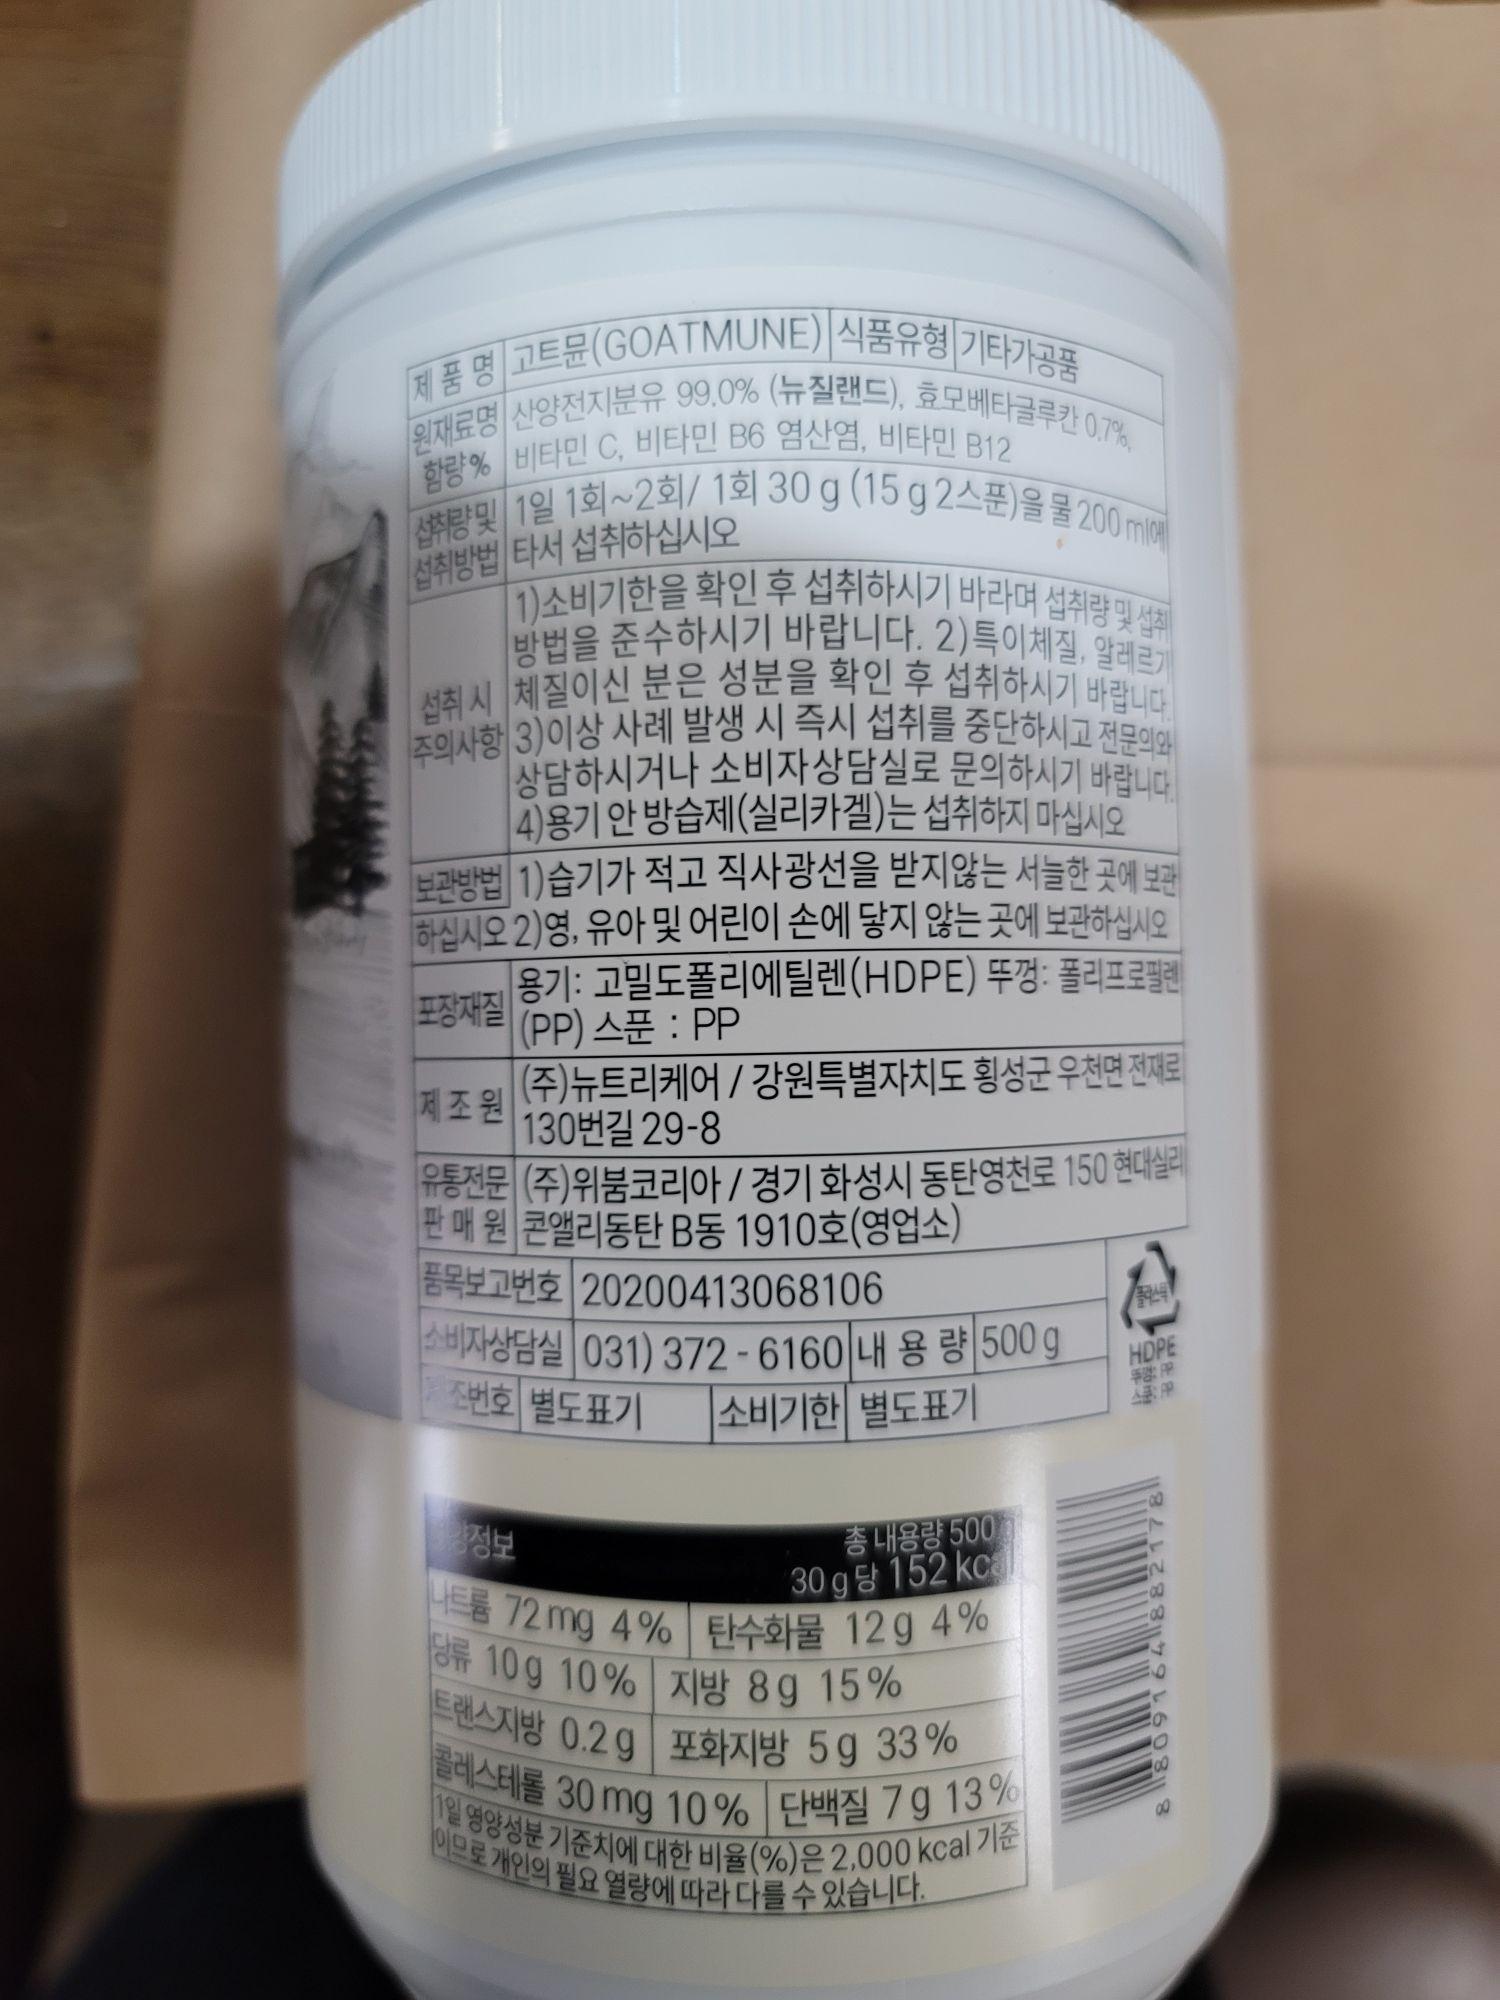 제 품 명 고트뮨(GOATMUNE) 식품유형 기타가공품
원재료명 산양전지분유 99.0% (뉴질랜드), 효모베타글루칸 0.7%,
함량% 비타민 C, 비타민 B6 염산염, 비타민 B12
섭취량 및 1일 1회~2회/ 1회 30 g (15 g 2스푼)을 물 200 ml에
섭취방법 타서 섭취하십시오
1)소비기한을 확인 후 섭취하시기 바라며 섭취량 및 섭취
방법을 준수하시기 바랍니다. 2)특이체질, 알레르기
섭취 시 체질이신 분은 성분을 확인 후 섭취하시기 바랍니다.
주의사항 3)이상 사례 발생 시 즉시 섭취를 중단하시고 전문의와
상담하시거나 소비자상담실로 문의하시기 바랍니다.
4)용기 안 방습제(실리카겔)는 섭취하지 마십시오
보관방법 1)습기가 적고 직사광선을 받지않는 서늘한 곳에 보관
하십시오 2)영, 유아 및 어린이 손에 닿지 않는 곳에 보관하십시오
포장재질 용기: 고밀도폴리에틸렌(HDPE) 뚜껑: 폴리프로필렌
(PP) 스푼 : PP
제 조 원 (주)뉴트리케어 / 강원특별자치도 횡성군 우천면 전재로
130번길 29-8
유통전문 (주)위붐코리아 / 경기 화성시 동탄영천로 150 현대실리
판 매 원 콘앨리동탄 B동 1910호(영업소)
품목보고번호 20200413068106
소비자상담실 031) 372 - 6160 내 용 량 500 g
제조번호 별도표기 소비기한 별도표기
플라스틱
HDPE
뚜껑: PP
스푼: PP
영양정보 총 내용량 500 g
30 g당 152 kcal
나트륨 72 mg 4% 탄수화물 12 g 4%
당류 10 g 10% 지방 8 g 15%
트랜스지방 0.2 g 포화지방 5 g 33%
콜레스테롤 30 mg 10% 단백질 7 g 13%
1일 영양성분 기준치에 대한 비율(%)은 2,000 kcal 기준
이므로 개인의 필요 열량에 따라 다를 수 있습니다.
8 809164 882178